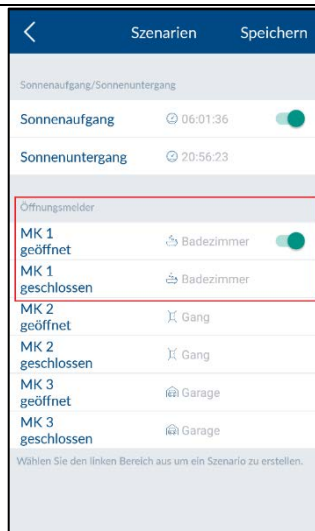 Szenarien Speichern
Sonnenaufgang/Sonnenuntergang
Sonnenaufgang 06:01:36
Sonnenuntergang 20:56:23
Öffnungsmelder
MK 1
geöffnet
Badezimmer
MK 1
geschlossen
Badezimmer
MK 2
geöffnet
Gang
MK 2
geschlossen
Gang
MK 3
geöffnet
Garage
MK 3
geschlossen
Garage
Wählen Sie den linken Bereich aus um ein Szenario zu erstellen.